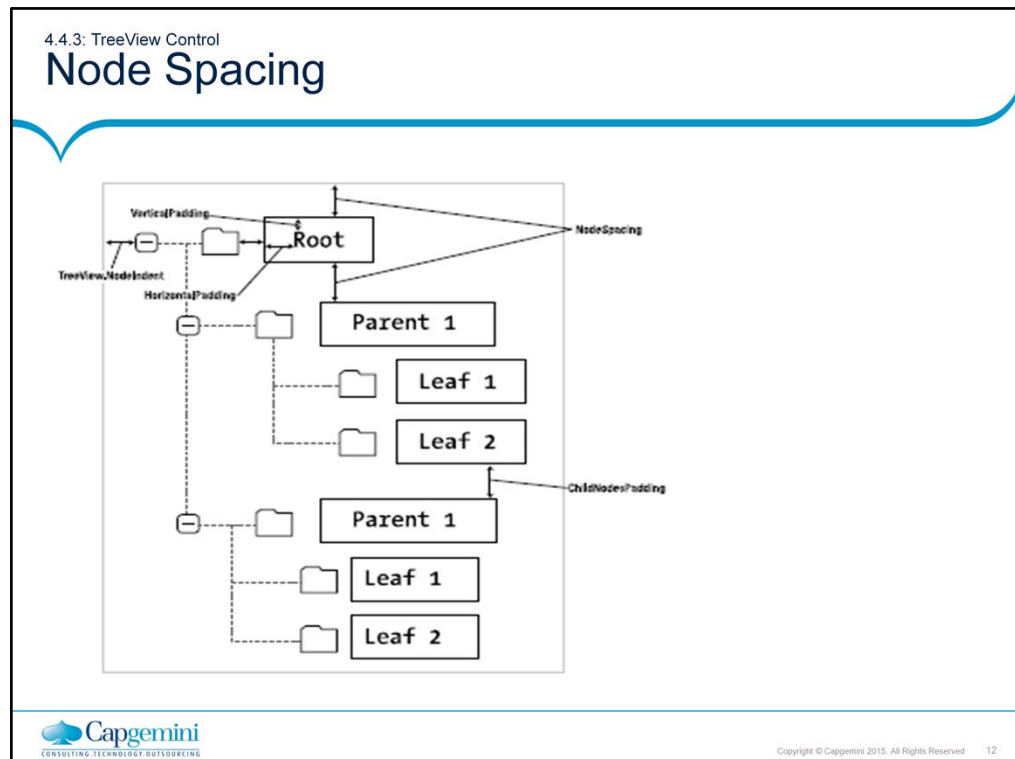 4.4.3: TreeView Control
Node Spacing
VerticalPadding
Root
NodeSpacing
TreeView.NodeIndent
HorizontalPadding
Parent 1
Leaf 1
Leaf 2
ChildNodesPadding
Parent 1
Leaf 1
Leaf 2
Capgemini
CONSULTING.TECHNOLOGY.OUTSOURCING
Copyright © Capgemini 2015. All Rights Reserved 12